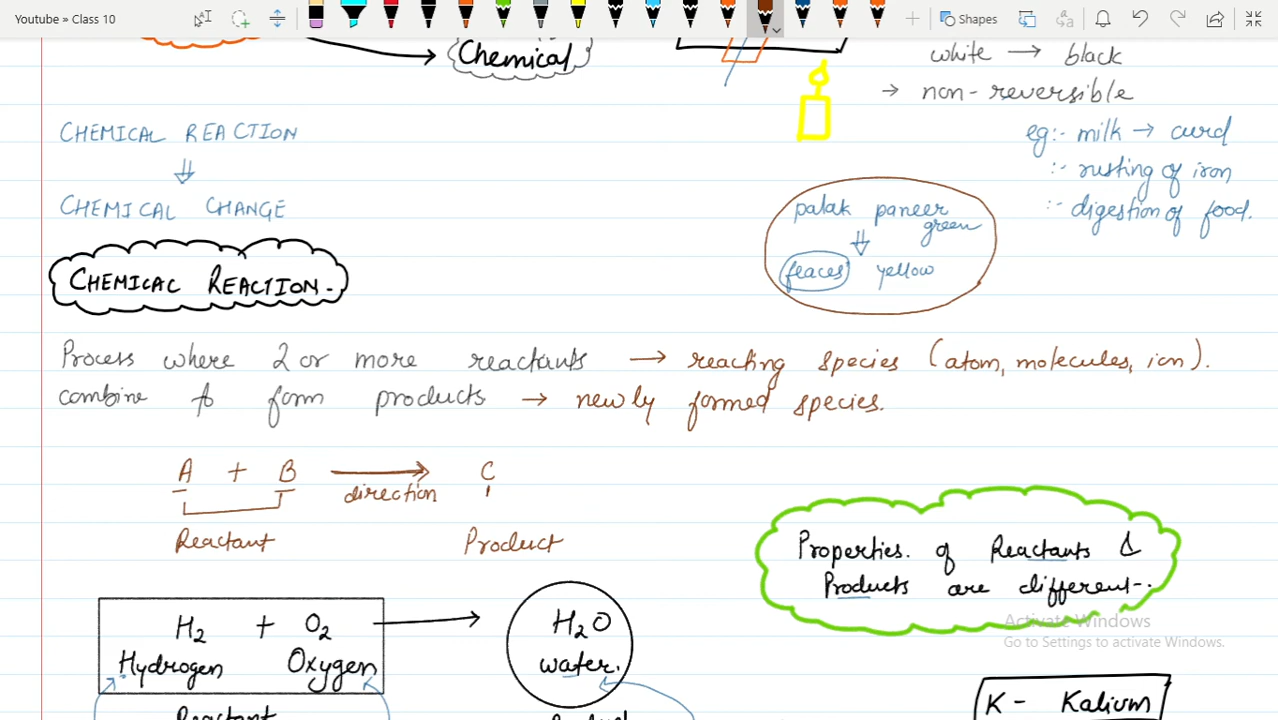 Youtube » Class 10
Shapes
Chemical
white → black
→ non-reversible
eg:- milk → curd
:- rusting of iron
:- digestion of food.
CHEMICAL REACTION
⇓
CHEMICAL CHANGE
palak paneer
green
⇓
feaces yellow
CHEMICAL REACTION.
Process where 2 or more reactants → reacting species (atom, molecules, ion).
combine to form products → newly formed species.
A + B → C
direction
Reactant Product
Properties. of Reactants &
Products are different.
H2 + O2 → H2O
Hydrogen Oxygen water.
Reactant Product
Activate Windows
Go to Settings to activate Windows.
K - Kalium